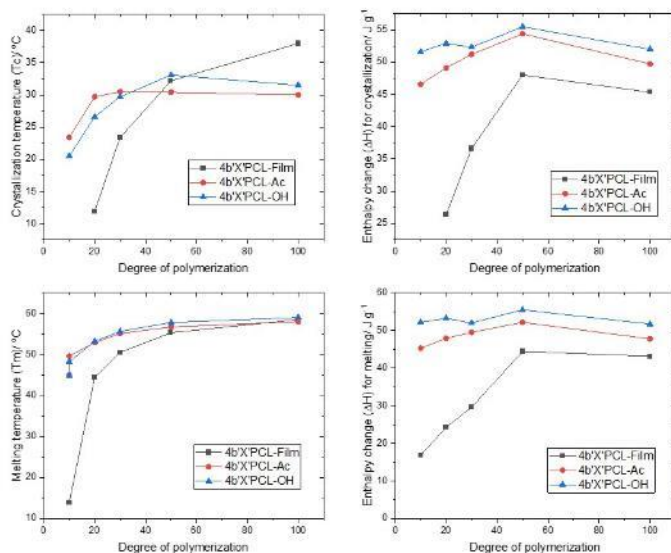 Crystallization temperature (Tc)/ °C
40
35
30
25
20
15
10
4b'X'PCL-Film
4b'X'PCL-Ac
4b'X'PCL-OH
0 20 40 60 80 100
Degree of polymerization
Enthalpy change (ΔH) for crystallization/ J g⁻¹
55
50
45
40
35
30
25
4b'X'PCL-Film
4b'X'PCL-Ac
4b'X'PCL-OH
0 20 40 60 80 100
Degree of polymerization
Melting temperature (Tm)/ °C
60
50
40
30
20
10
4b'X'PCL-Film
4b'X'PCL-Ac
4b'X'PCL-OH
0 20 40 60 80 100
Degree of polymerization
Enthalpy change (ΔH) for melting/ J g⁻¹
60
50
40
30
20
10
0
4b'X'PCL-Film
4b'X'PCL-Ac
4b'X'PCL-OH
0 20 40 60 80 100
Degree of polymerization